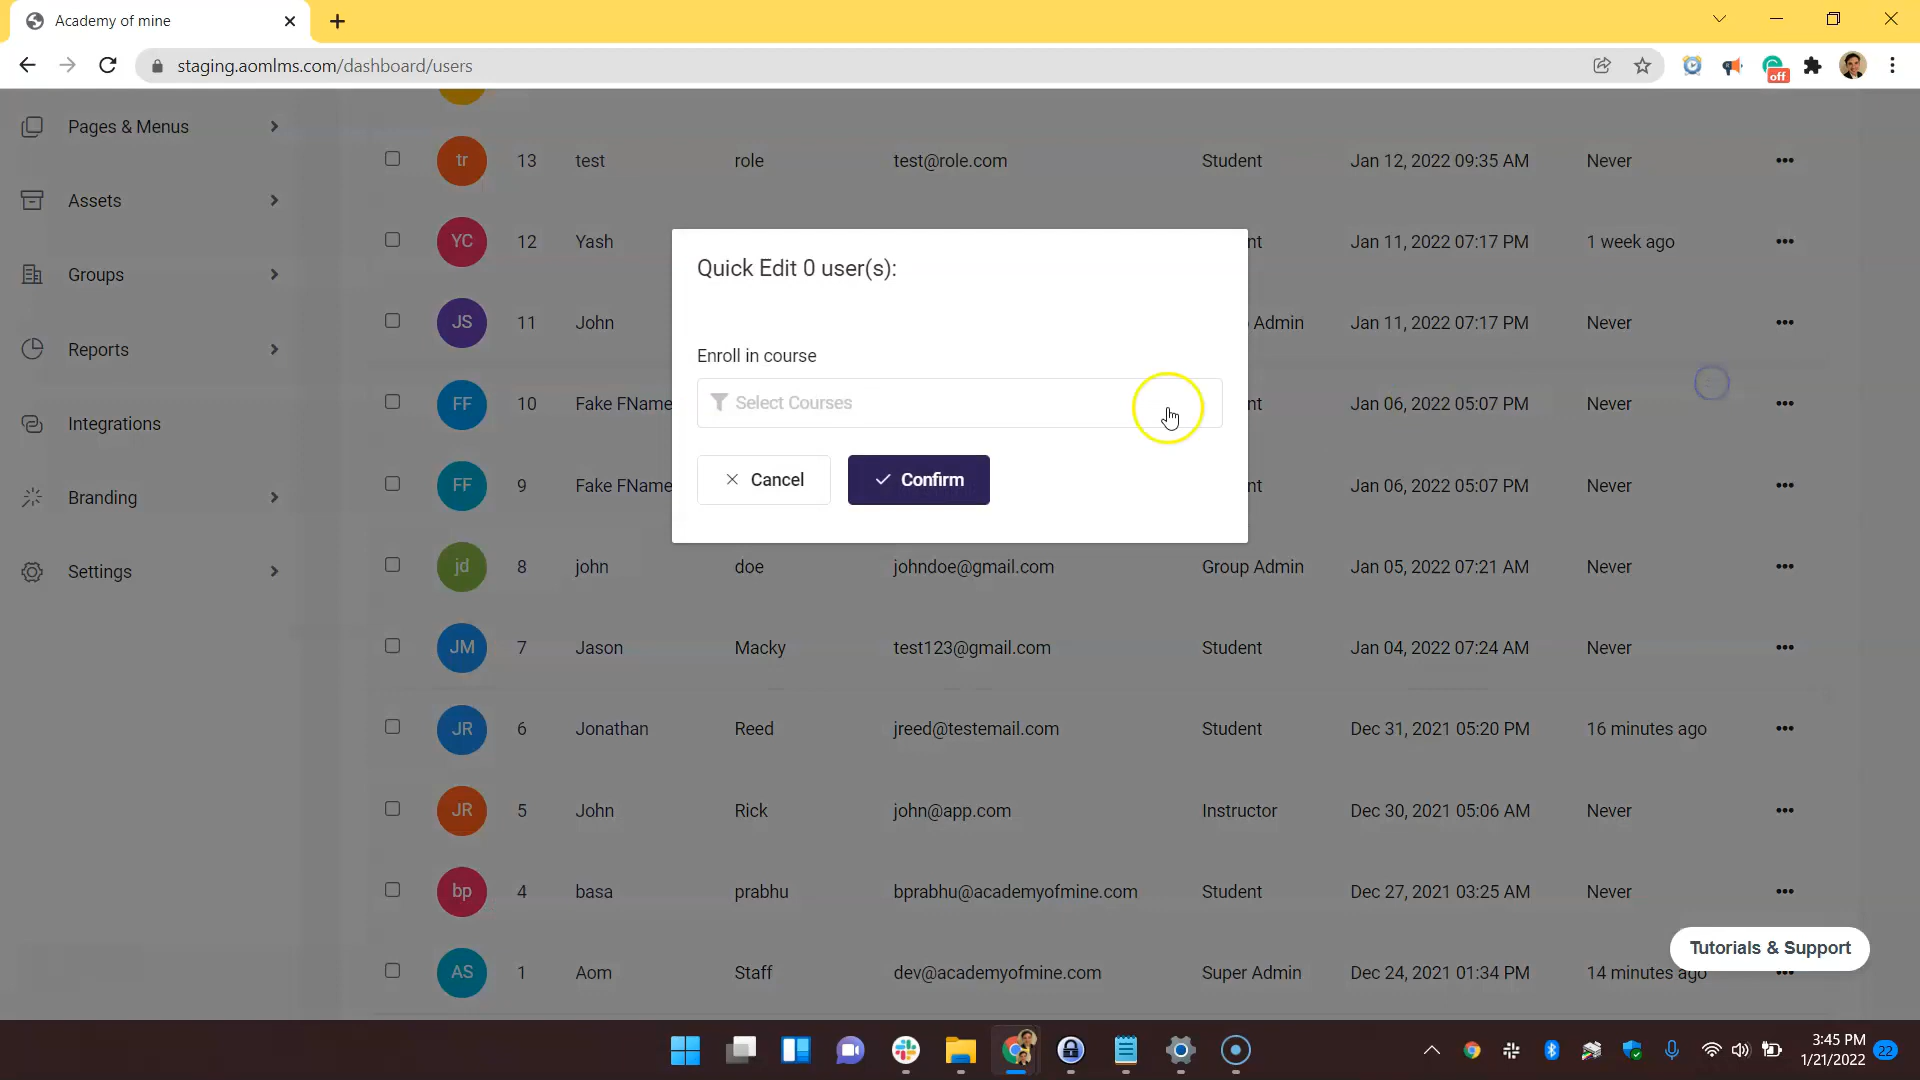 Academy of mine
staging.aomlms.com/dashboard/users
off
Pages & Menus
Assets
Groups
Reports
Integrations
Branding
Settings
tr 13 test role test@role.com Student Jan 12, 2022 09:35 AM Never
YC 12 Yash nt Jan 11, 2022 07:17 PM 1 week ago
JS 11 John Admin Jan 11, 2022 07:17 PM Never
FF 10 Fake FName nt Jan 06, 2022 05:07 PM Never
FF 9 Fake FName nt Jan 06, 2022 05:07 PM Never
jd 8 john doe johndoe@gmail.com Group Admin Jan 05, 2022 07:21 AM Never
JM 7 Jason Macky test123@gmail.com Student Jan 04, 2022 07:24 AM Never
JR 6 Jonathan Reed jreed@testemail.com Student Dec 31, 2021 05:20 PM 16 minutes ago
JR 5 John Rick john@app.com Instructor Dec 30, 2021 05:06 AM Never
bp 4 basa prabhu bprabhu@academyofmine.com Student Dec 27, 2021 03:25 AM Never
AS 1 Aom Staff dev@academyofmine.com Super Admin Dec 24, 2021 01:34 PM 14 minutes ago
Quick Edit 0 user(s):
Enroll in course
Select Courses
Cancel
Confirm
Tutorials & Support
3:45 PM
1/21/2022
22